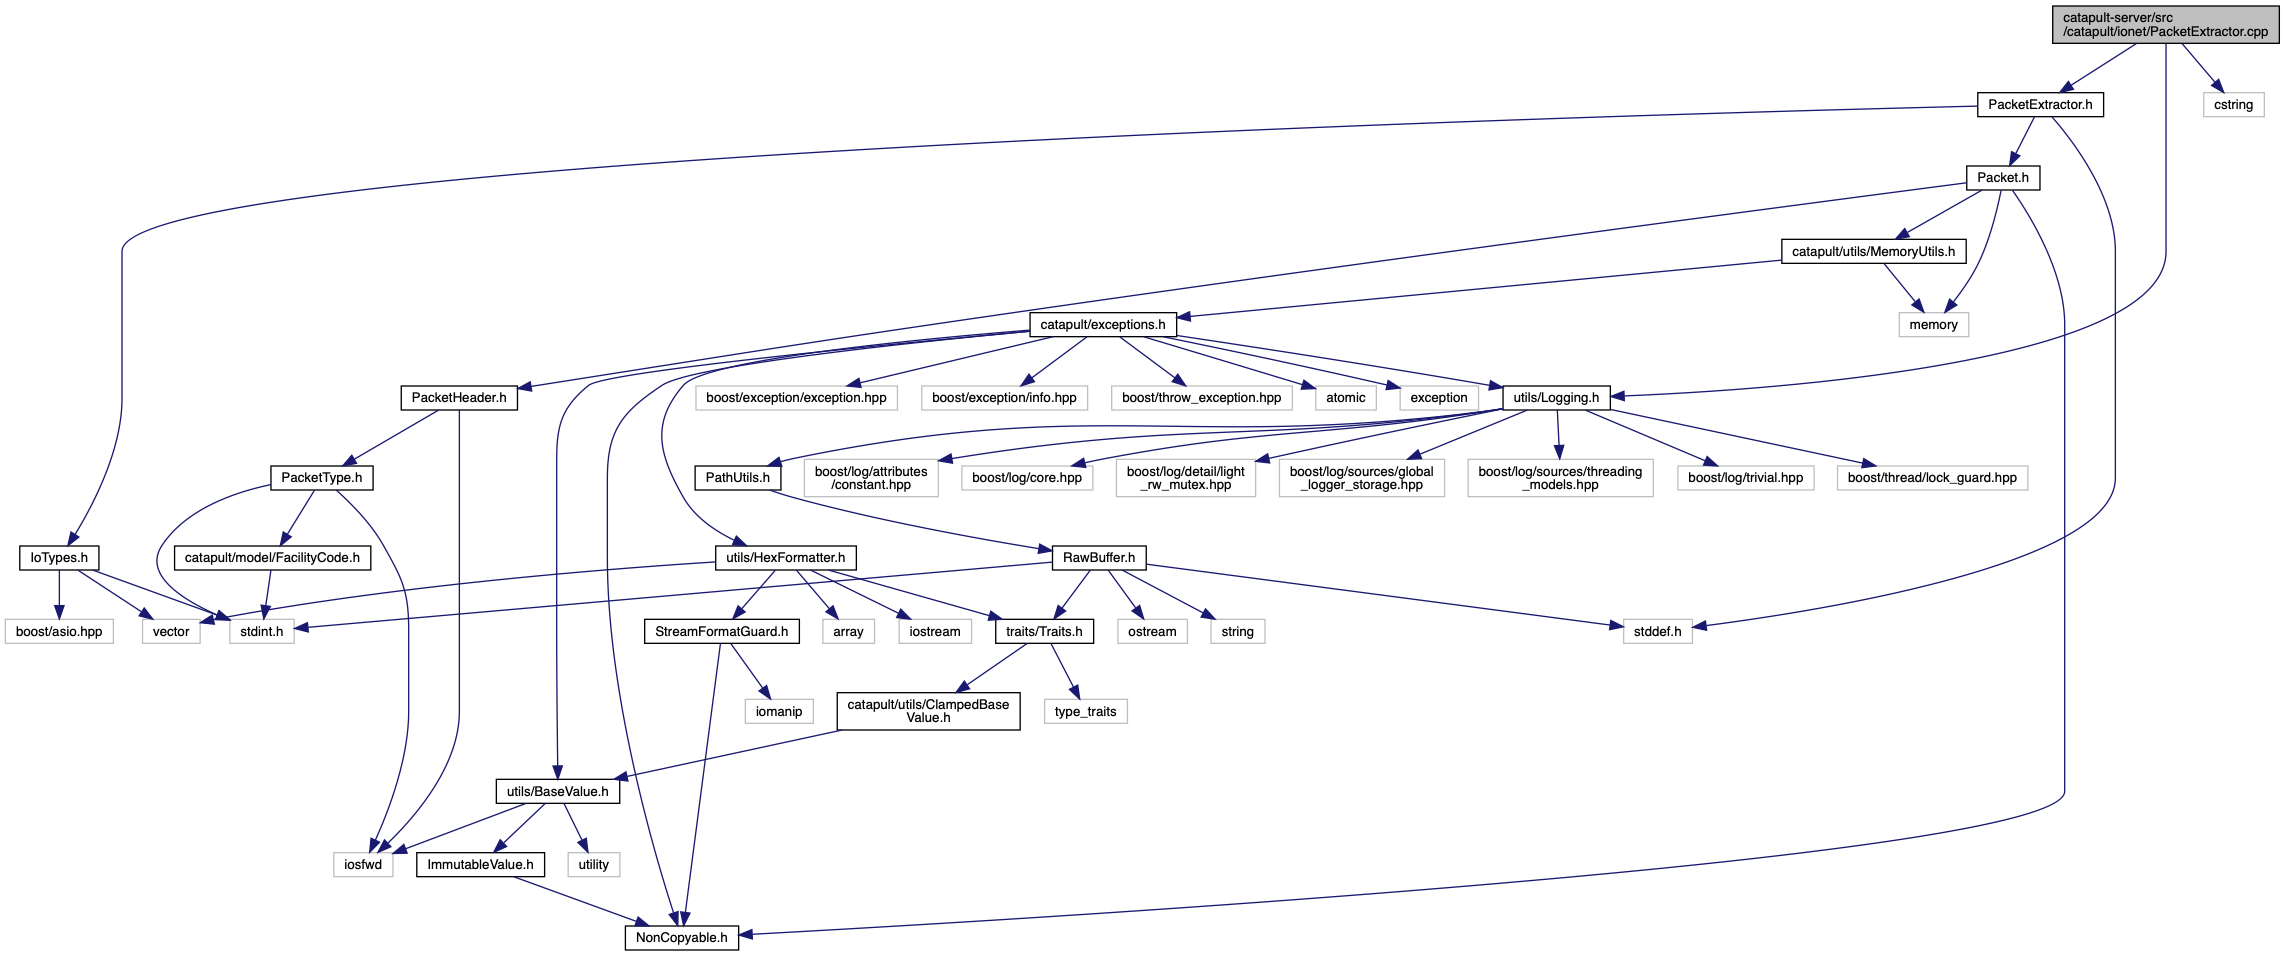 catapult-server/src
/catapult/ionet/PacketExtractor.cpp
PacketExtractor.h
cstring
Packet.h
catapult/utils/MemoryUtils.h
catapult/exceptions.h
memory
PacketHeader.h
boost/exception/exception.hpp
boost/exception/info.hpp
boost/throw_exception.hpp
atomic
exception
utils/Logging.h
PacketType.h
PathUtils.h
boost/log/attributes
/constant.hpp
boost/log/core.hpp
boost/log/detail/light
_rw_mutex.hpp
boost/log/sources/global
_logger_storage.hpp
boost/log/sources/threading
_models.hpp
boost/log/trivial.hpp
boost/thread/lock_guard.hpp
IoTypes.h
catapult/model/FacilityCode.h
utils/HexFormatter.h
RawBuffer.h
boost/asio.hpp
vector
stdint.h
StreamFormatGuard.h
array
iostream
traits/Traits.h
ostream
string
stddef.h
iomanip
catapult/utils/ClampedBase
Value.h
type_traits
utils/BaseValue.h
iosfwd
ImmutableValue.h
utility
NonCopyable.h